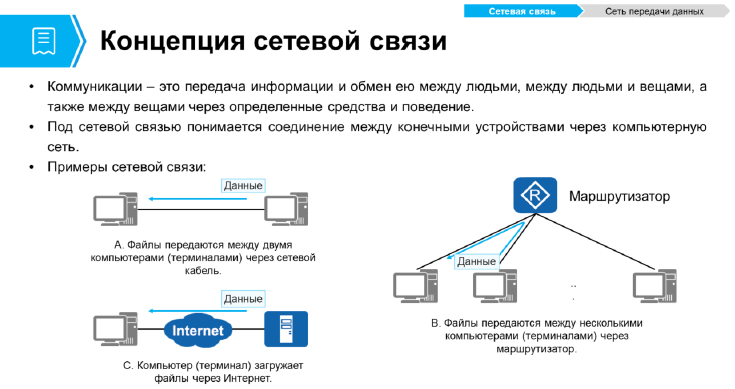 Сетевая связь
Сеть передачи данных
Концепция сетевой связи
• Коммуникации – это передача информации и обмен ею между людьми, между людьми и вещами, а
также между вещами через определенные средства и поведение.
• Под сетевой связью понимается соединение между конечными устройствами через компьютерную
сеть.
• Примеры сетевой связи:
Данные
A. Файлы передаются между двумя
компьютерами (терминалами) через сетевой
кабель.
R
Маршрутизатор
Данные
...
B. Файлы передаются между несколькими
компьютерами (терминалами) через
маршрутизатор.
Данные
Internet
C. Компьютер (терминал) загружает
файлы через Интернет.